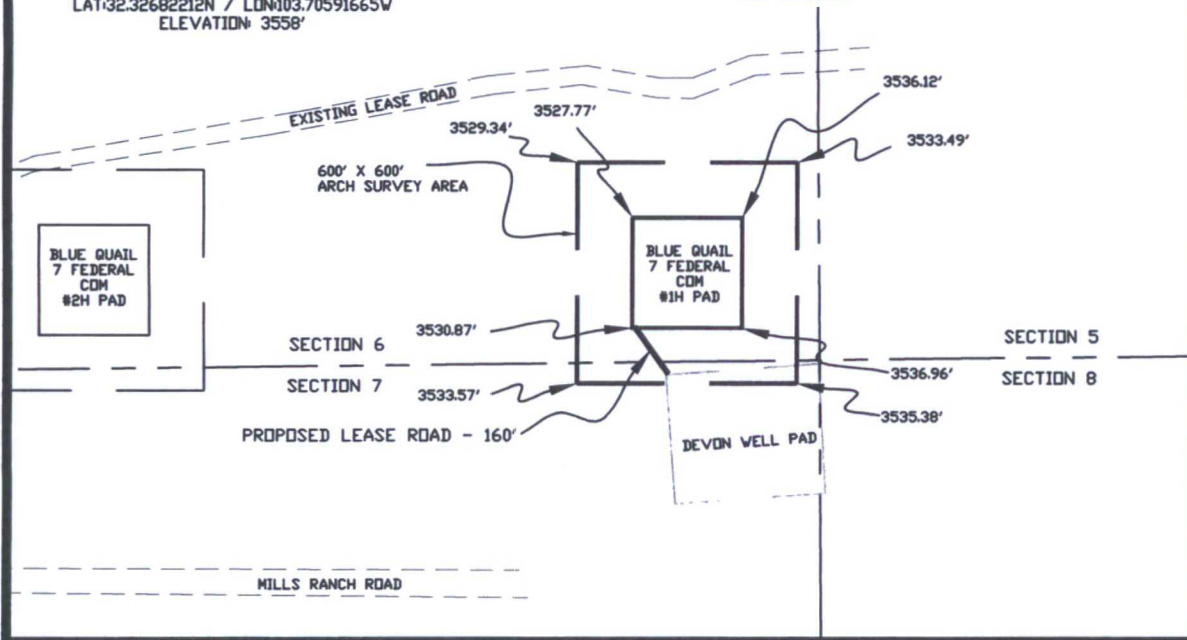 LAT:32.32682212N / LON:103.70591665W
ELEVATION: 3558'
EXISTING LEASE ROAD
3536.12'
3527.77'
3529.34'
3533.49'
600' X 600'
ARCH SURVEY AREA
BLUE QUAIL
7 FEDERAL
COM
#2H PAD
BLUE QUAIL
7 FEDERAL
COM
#1H PAD
3530.87'
SECTION 6
SECTION 5
SECTION 7
SECTION 8
3536.96'
3533.57'
3535.38'
PROPOSED LEASE ROAD - 160'
DEVON WELL PAD
MILLS RANCH ROAD